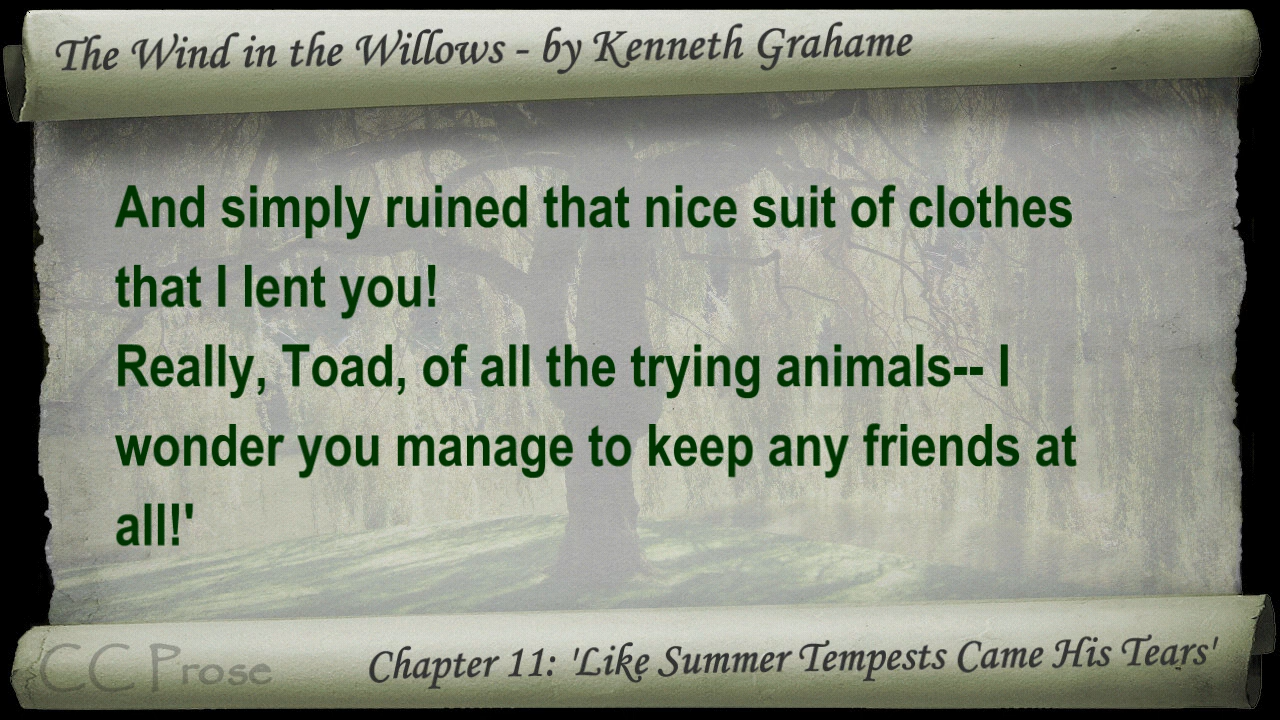 The Wind in the Willows - by Kenneth Grahame
And simply ruined that nice suit of clothes
that I lent you!
Really, Toad, of all the trying animals-- I
wonder you manage to keep any friends at
all!'
CC Prose
Chapter 11: 'Like Summer Tempests Came His Tears'